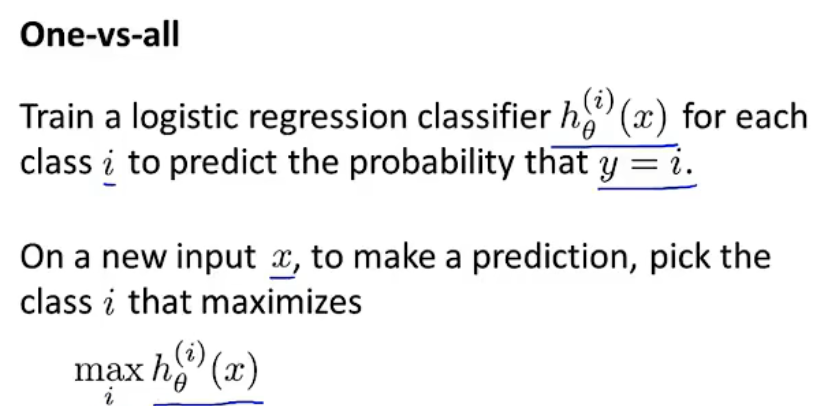 One-vs-all
Train a logistic regression classifier $h_\theta^{(i)}(x)$ for each
class $i$ to predict the probability that $y = i$.
On a new input $x$, to make a prediction, pick the
class $i$ that maximizes
$\max_i h_\theta^{(i)}(x)$